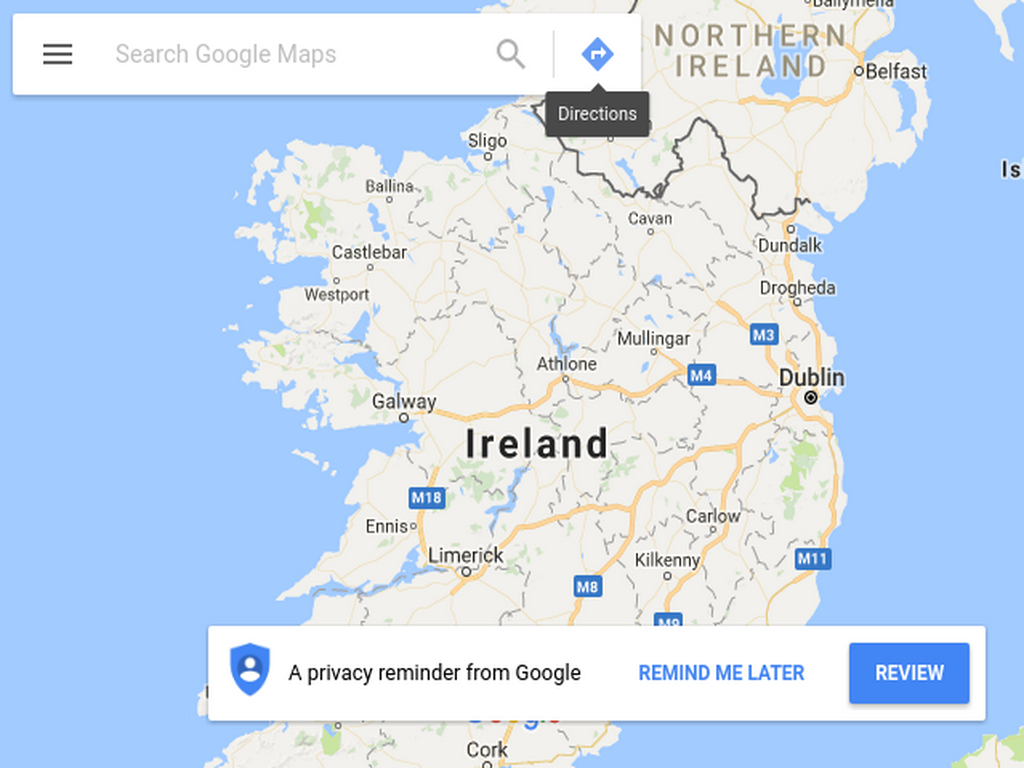 Ballymena
Search Google Maps
NORTHERN
IRELAND
Belfast
Directions
Sligo
Is
Ballina
Cavan
Dundalk
Castlebar
Westport
Drogheda
M3
Mullingar
Athlone
M4
Dublin
Galway
Ireland
M18
Carlow
Ennis
Limerick
Kilkenny
M11
M8
M9
A privacy reminder from Google
REMIND ME LATER
REVIEW
Google
Cork